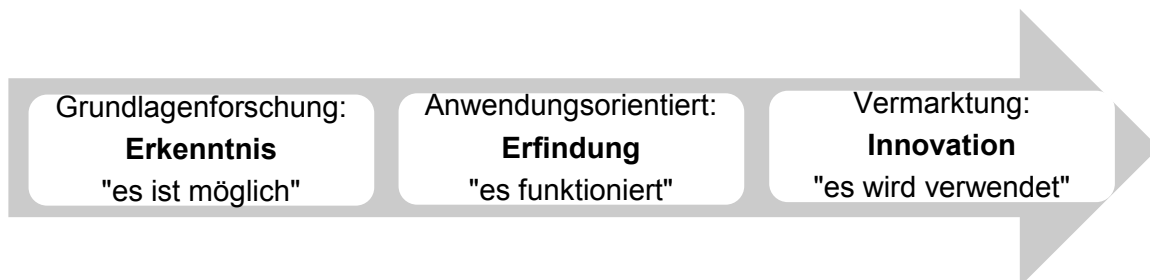 Grundlagenforschung:
Erkenntnis
"es ist möglich"
Anwendungsorientiert:
Erfindung
"es funktioniert"
Vermarktung:
Innovation
"es wird verwendet"